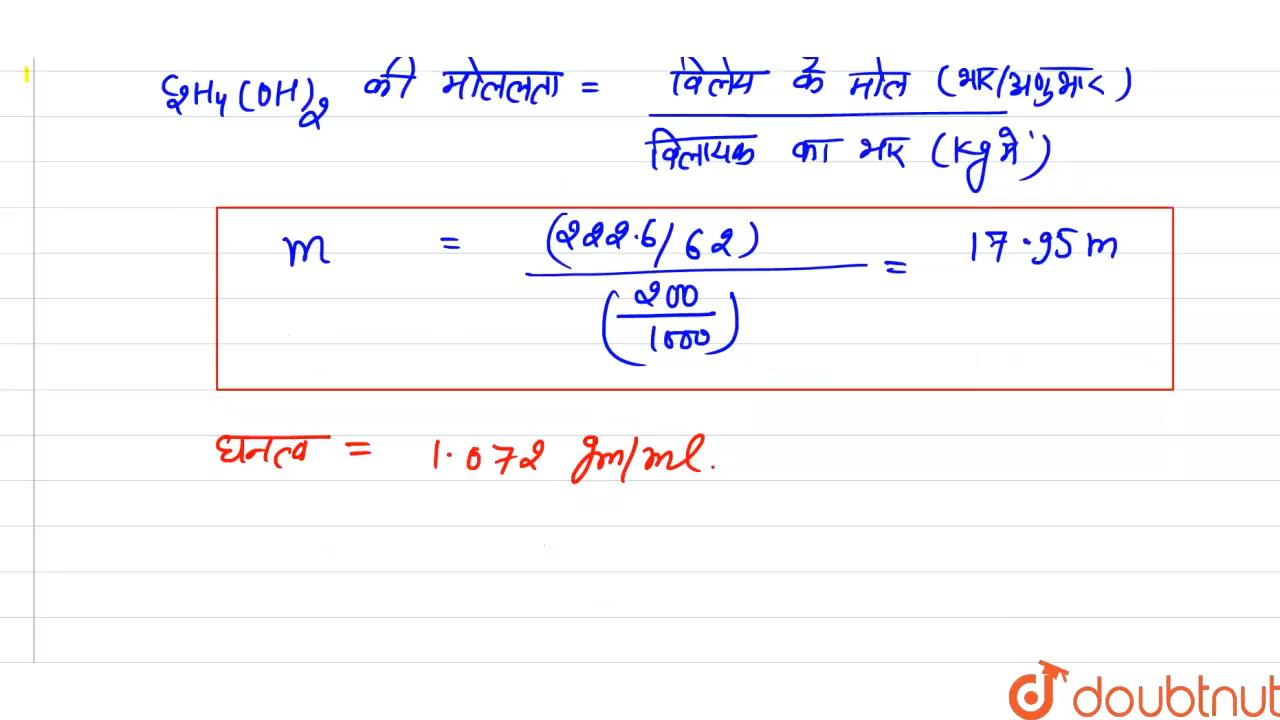 C2H4(OH)2 की मोललता = विलेय के मोल (भार/अणुभार)
विलायक का भार (Kg में)
m = (222.6/62) = 17.95 m
(200
1000)
घनत्व = 1.072 gm/ml.
doubtnut